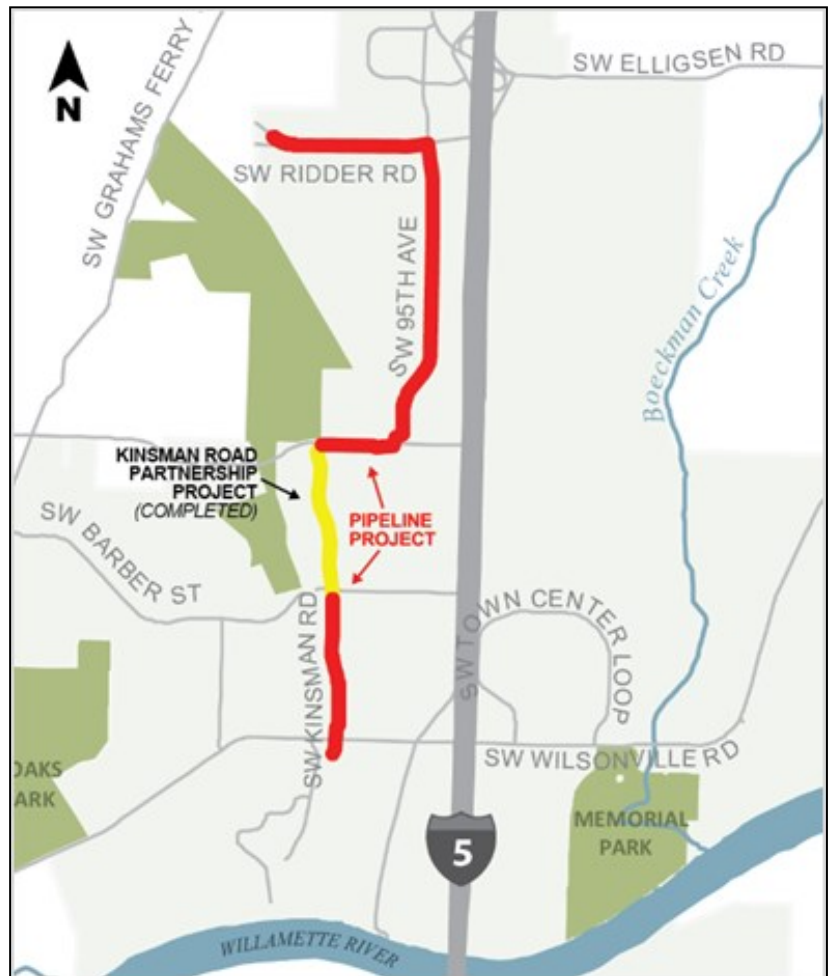 SW ELLIGSEN RD
SW GRAHAMS FERRY
N
SW RIDDER RD
SW 95TH AVE
Boeckman Creek
KINSMAN ROAD
PARTNERSHIP
PROJECT
(COMPLETED)
PIPELINE
PROJECT
SW BARBER ST
SW KINSMAN RD
SW TOWN CENTER LOOP
SW WILSONVILLE RD
OAKS
ARK
5
MEMORIAL
PARK
WILLAMETTE RIVER